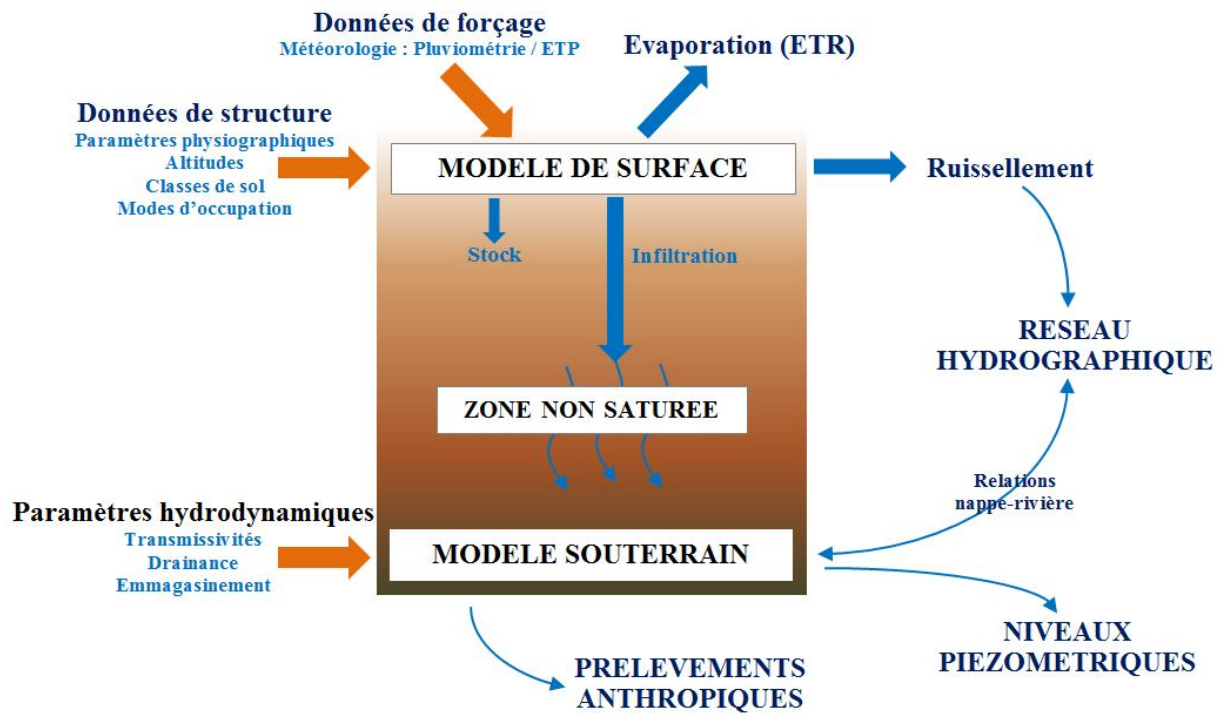 Données de forçage
Météorologie : Pluviométrie / ETP
Evaporation (ETR)
Données de structure
Paramètres physiographiques
Altitudes
Classes de sol
Modes d’occupation
MODELE DE SURFACE
Ruissellement
Stock
Infiltration
RESEAU
HYDROGRAPHIQUE
ZONE NON SATUREE
Relations
nappe-rivière
Paramètres hydrodynamiques
Transmissivités
Drainance
Emmagasinement
MODELE SOUTERRAIN
NIVEAUX
PIEZOMETRIQUES
PRELEVEMENTS
ANTHROPIQUES